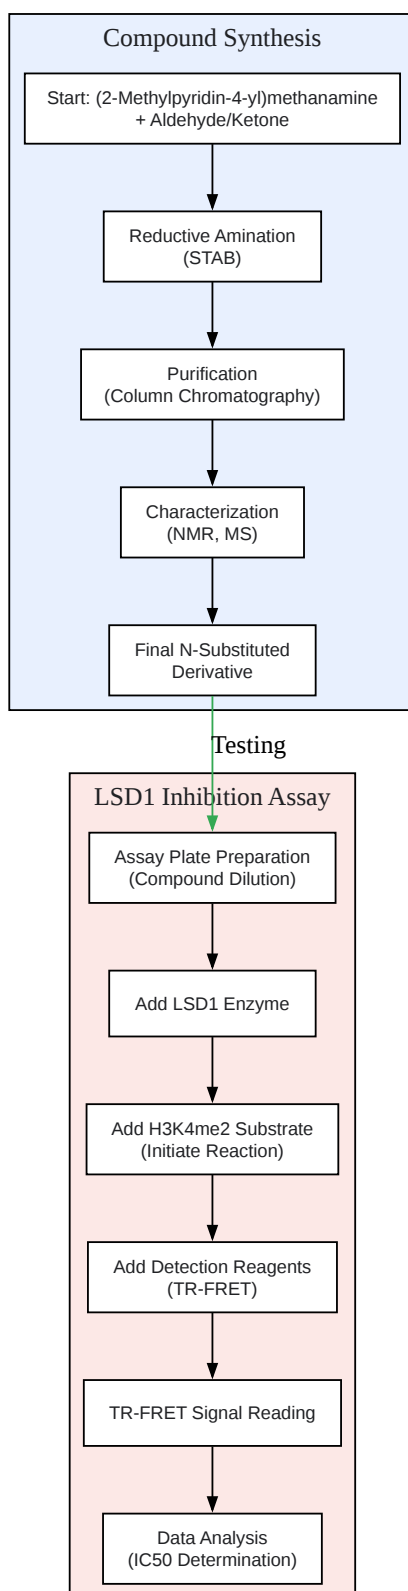 Compound Synthesis
Start: (2-Methylpyridin-4-yl)methanamine
+ Aldehyde/Ketone
Reductive Amination
(STAB)
Purification
(Column Chromatography)
Characterization
(NMR, MS)
Final N-Substituted
Derivative
Testing
LSD1 Inhibition Assay
Assay Plate Preparation
(Compound Dilution)
Add LSD1 Enzyme
Add H3K4me2 Substrate
(Initiate Reaction)
Add Detection Reagents
(TR-FRET)
TR-FRET Signal Reading
Data Analysis
(IC50 Determination)